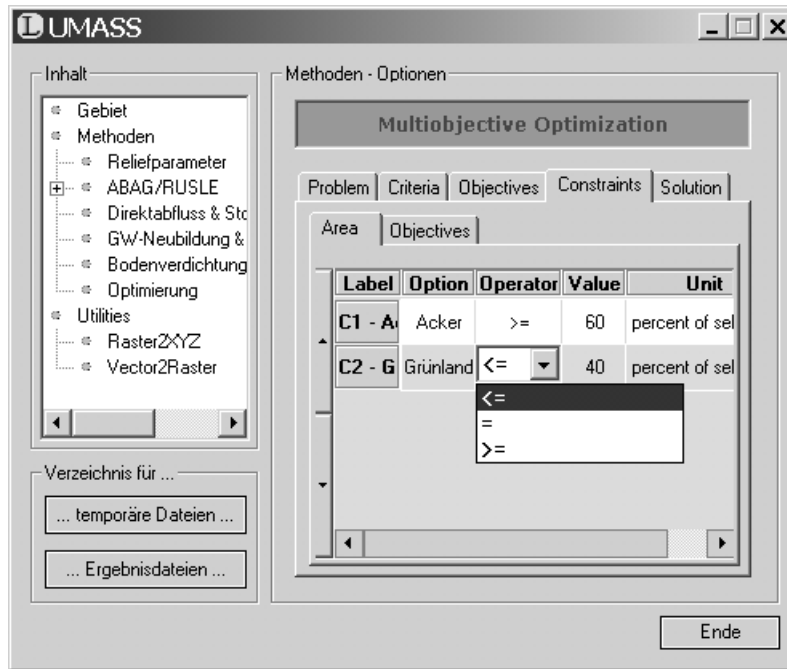 UMASS
Inhalt
Gebiet
Methoden
Reliefparameter
ABAG/RUSLE
Direktabfluss & Sto
GW-Neubildung &
Bodenverdichtung
Optimierung
Utilities
Raster2XYZ
Vector2Raster
Verzeichnis für ...
... temporäre Dateien ...
... Ergebnisdateien ...
Methoden - Optionen
Multiobjective Optimization
Problem Criteria Objectives Constraints Solution
Area Objectives
Label Option Operator Value Unit
C1 - A Acker >= 60 percent of sel
C2 - G Grünland <= 40 percent of sel
<=
=
>=
Ende